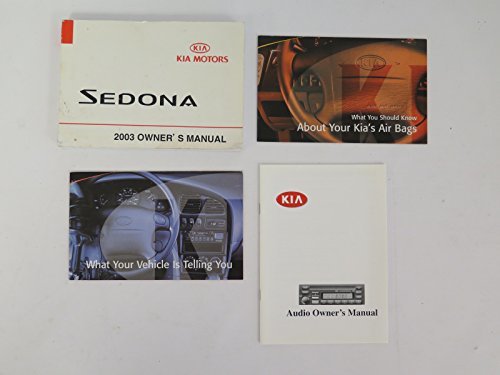 KIA
KIA MOTORS
SEDONA
2003 OWNER'S MANUAL
What You Should Know
About Your Kia's Air Bags
What Your Vehicle Is Telling You
KIA
Audio Owner's Manual